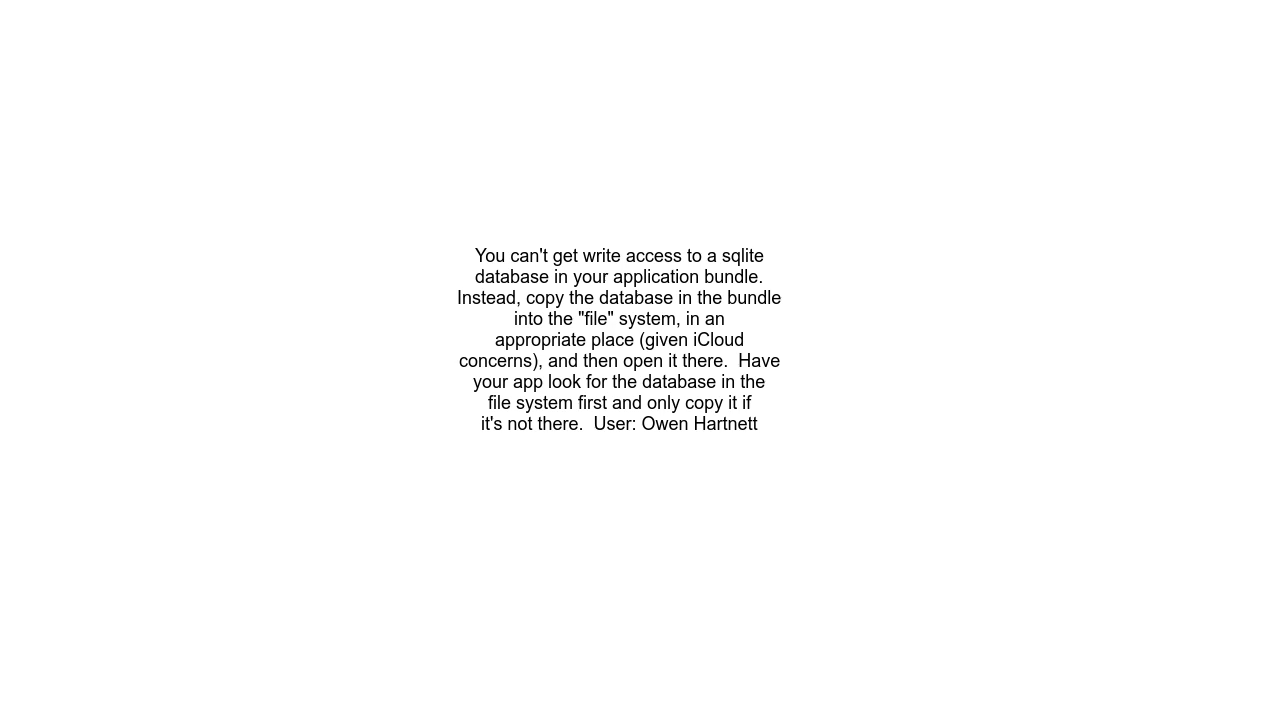 You can't get write access to a sqlite
database in your application bundle.
Instead, copy the database in the bundle
into the "file" system, in an
appropriate place (given iCloud
concerns), and then open it there.  Have
your app look for the database in the
file system first and only copy it if
it's not there.  User: Owen Hartnett